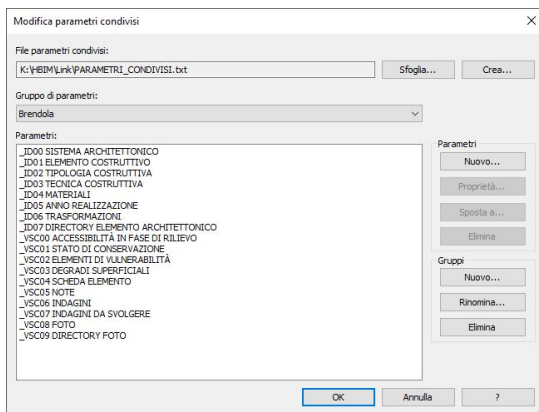 Modifica parametri condivisi
File parametri condivisi:
K:\HBIM\Link\PARAMETRI_CONDIVISI.txt
Sfoglia...
Crea...
Gruppo di parametri:
Brendola
Parametri:
_ID00 SISTEMA ARCHITETTONICO
_ID01 ELEMENTO COSTRUTTIVO
_ID02 TIPOLOGIA COSTRUTTIVA
_ID03 TECNICA COSTRUTTIVA
_ID04 MATERIALI
_ID05 ANNO REALIZZAZIONE
_ID06 TRASFORMAZIONI
_ID07 DIRECTORY ELEMENTO ARCHITETTONICO
_VSC00 ACCESSIBILITÀ IN FASE DI RILIEVO
_VSC01 STATO DI CONSERVAZIONE
_VSC02 ELEMENTI DI VULNERABILITÀ
_VSC03 DEGRADI SUPERFICIALI
_VSC04 SCHEDA ELEMENTO
_VSC05 NOTE
_VSC06 INDAGINI
_VSC07 INDAGINI DA SVOLGERE
_VSC08 FOTO
_VSC09 DIRECTORY FOTO
Parametri
Nuovo...
Proprietà...
Sposta a...
Elimina
Gruppi
Nuovo...
Rinomina...
Elimina
OK
Annulla
?